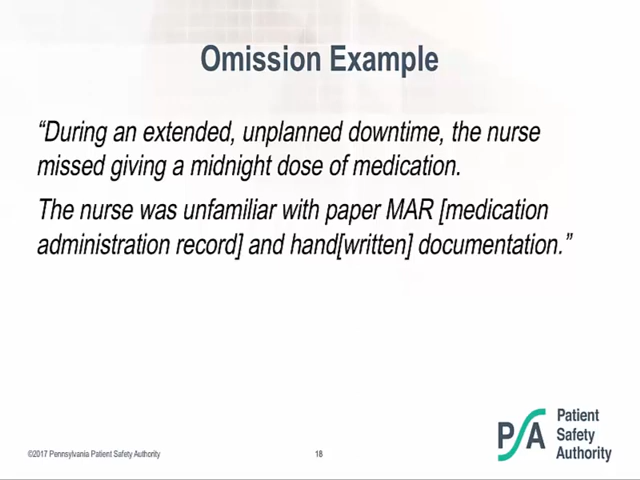 Omission Example
“During an extended, unplanned downtime, the nurse
missed giving a midnight dose of medication.
The nurse was unfamiliar with paper MAR [medication
administration record] and hand[written] documentation.”
©2017 Pennsylvania Patient Safety Authority
18
PSA
Patient
Safety
Authority